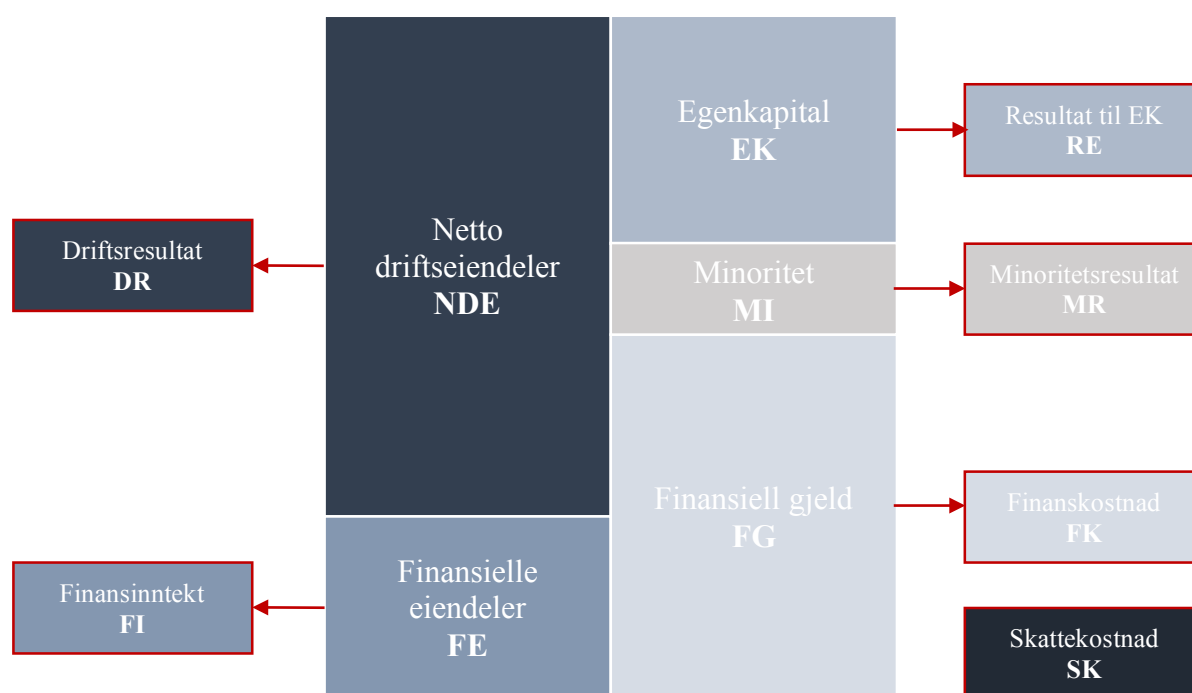 Driftsresultat
DR
Finansinntekt
FI
Netto
driftseiendeler
NDE
Finansielle
eiendeler
FE
Egenkapital
EK
Minoritet
MI
Finansiell gjeld
FG
Resultat til EK
RE
Minoritetsresultat
MR
Finanskostnad
FK
Skattekostnad
SK